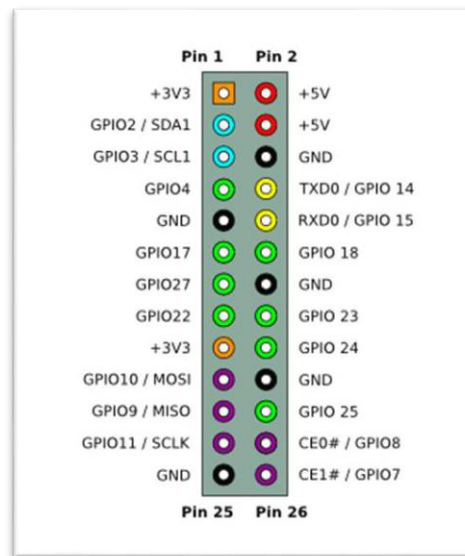 Pin 1 Pin 2
+3V3 +5V
GPIO2 / SDA1 +5V
GPIO3 / SCL1 GND
GPIO4 TXD0 / GPIO 14
GND RXD0 / GPIO 15
GPIO17 GPIO 18
GPIO27 GND
GPIO22 GPIO 23
+3V3 GPIO 24
GPIO10 / MOSI GND
GPIO9 / MISO GPIO 25
GPIO11 / SCLK CE0# / GPIO8
GND CE1# / GPIO7
Pin 25 Pin 26